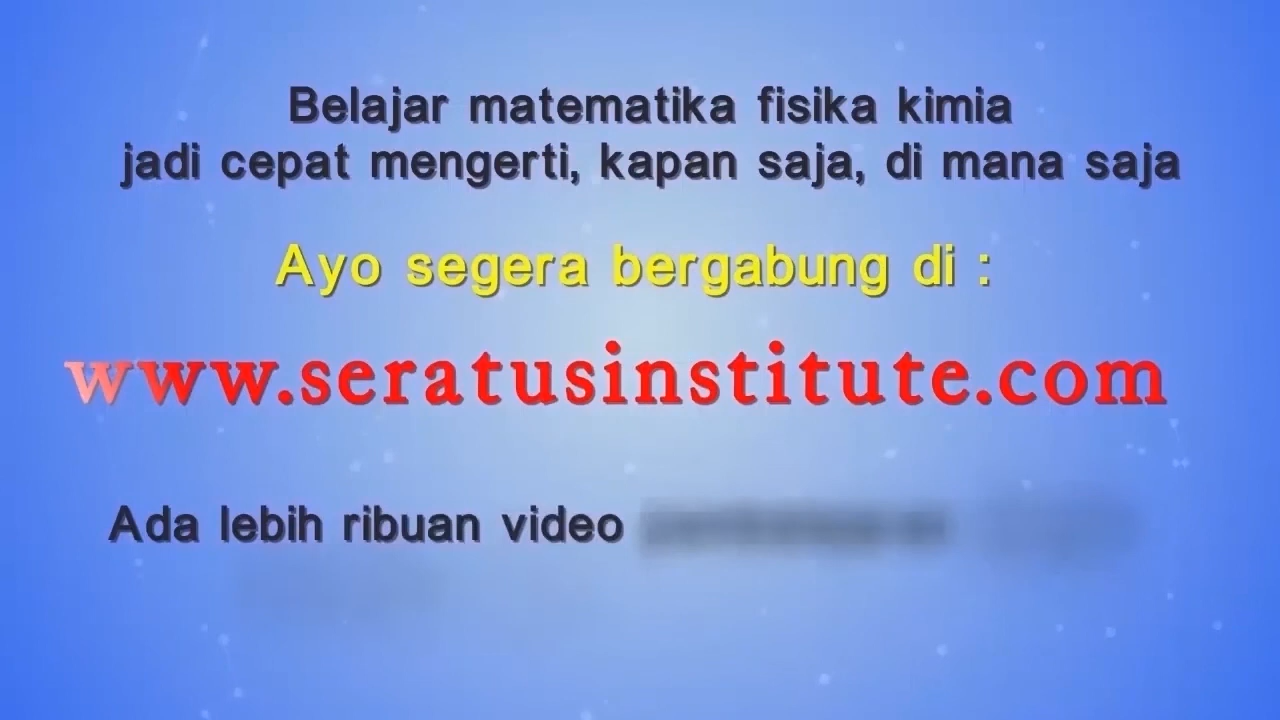 Belajar matematika fisika kimia
jadi cepat mengerti, kapan saja, di mana saja
Ayo segera bergabung di :
www.seratusinstitute.com
Ada lebih ribuan video